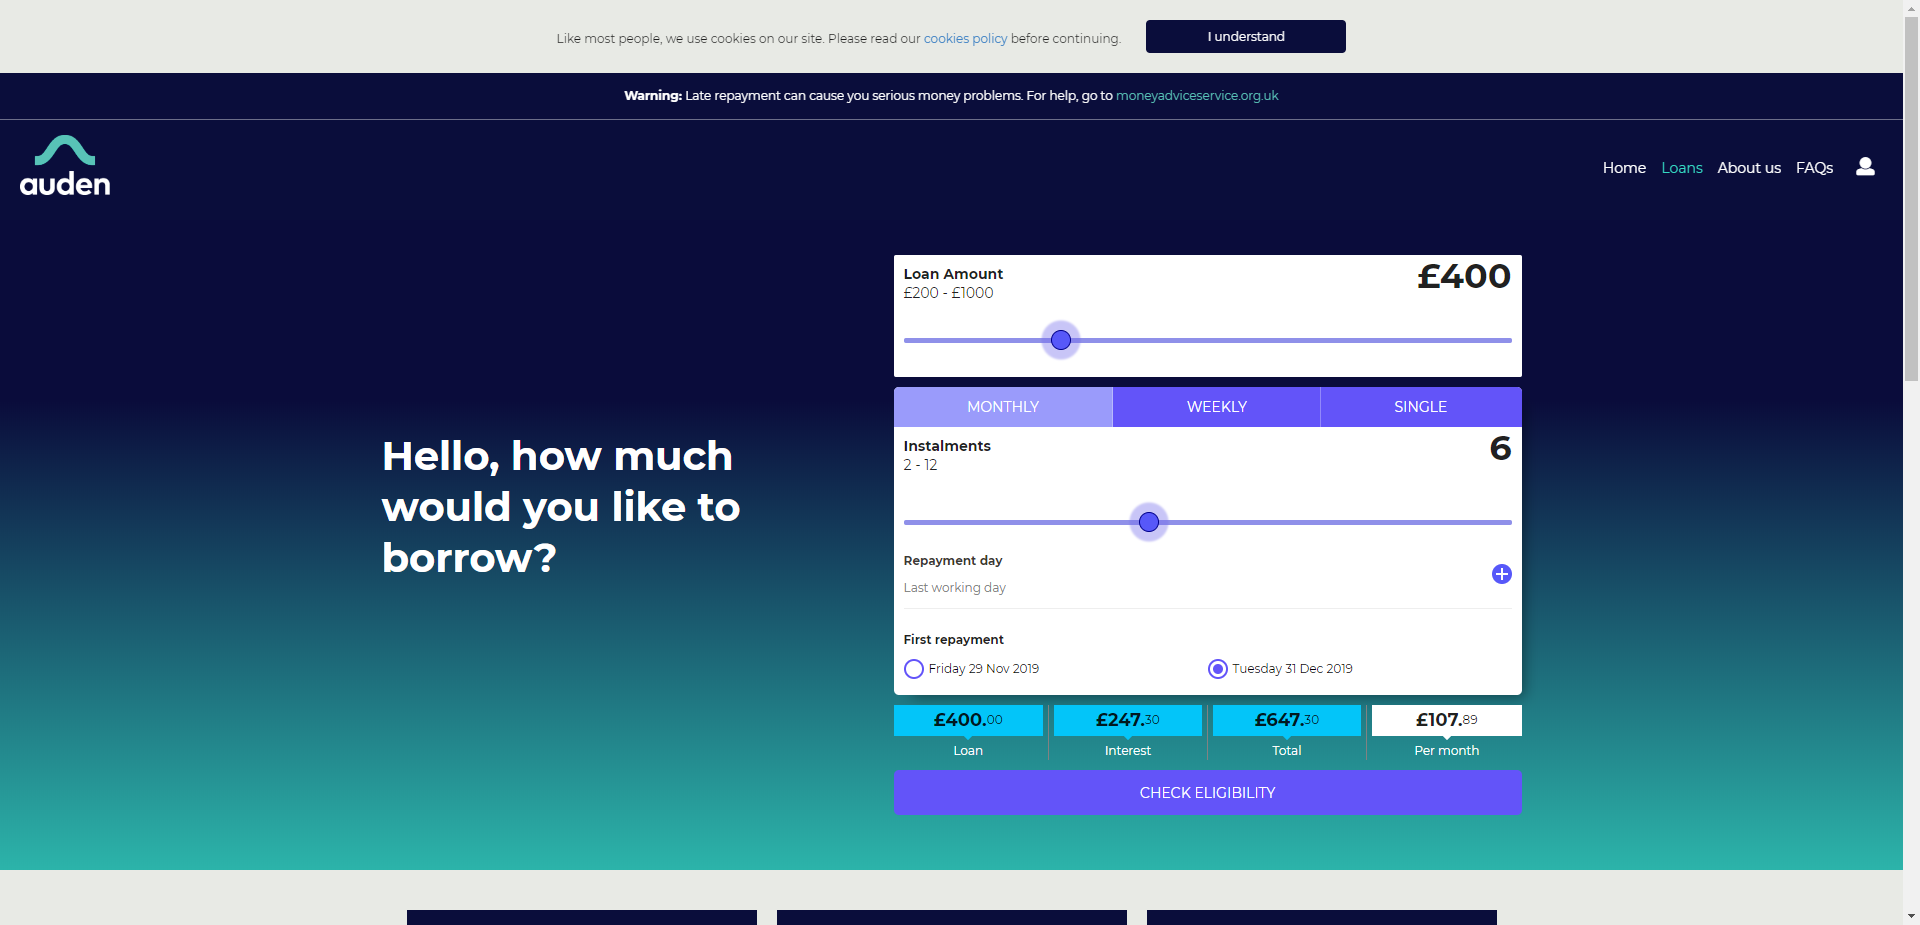 Like most people, we use cookies on our site. Please read our cookies policy before continuing.
I understand
Warning: Late repayment can cause you serious money problems. For help, go to moneyadviceservice.org.uk
auden
Home Loans About us FAQs
Loan Amount
£400
£200 - £1000
MONTHLY WEEKLY SINGLE
Instalments
6
2 - 12
Hello, how much
would you like to
borrow?
Repayment day
Last working day
First repayment
Friday 29 Nov 2019 Tuesday 31 Dec 2019
£400.00 £247.30 £647.30 £107.89
Loan Interest Total Per month
CHECK ELIGIBILITY